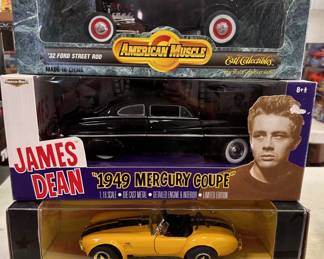 '32 FORD STREET ROD
MADE IN CHINA
AMERICAN MUSCLE
Ertl Collectibles
8+
JAMES
DEAN
"1949 MERCURY COUPE"
1:18 SCALE • DIE CAST METAL • DETAILED ENGINE & INTERIOR • LIMITED EDITION